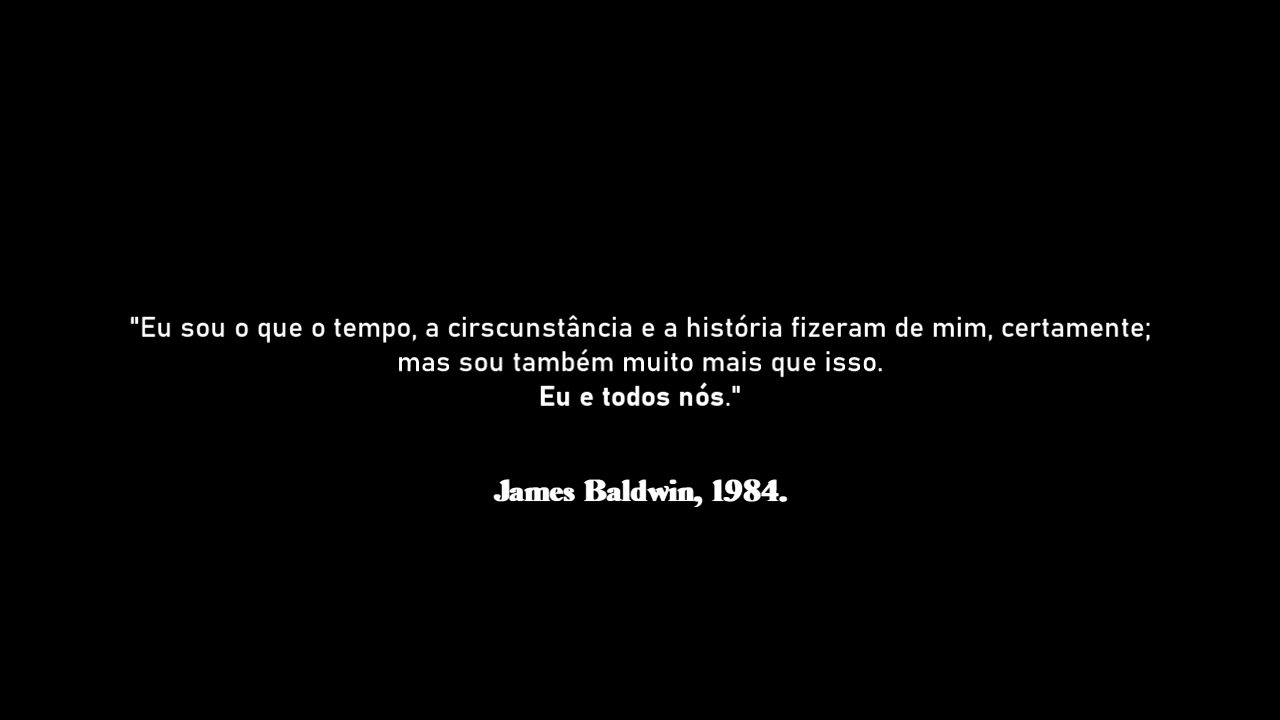 "Eu sou o que o tempo, a cirscunstância e a história fizeram de mim, certamente;
mas sou também muito mais que isso.
Eu e todos nós."
James Baldwin, 1984.